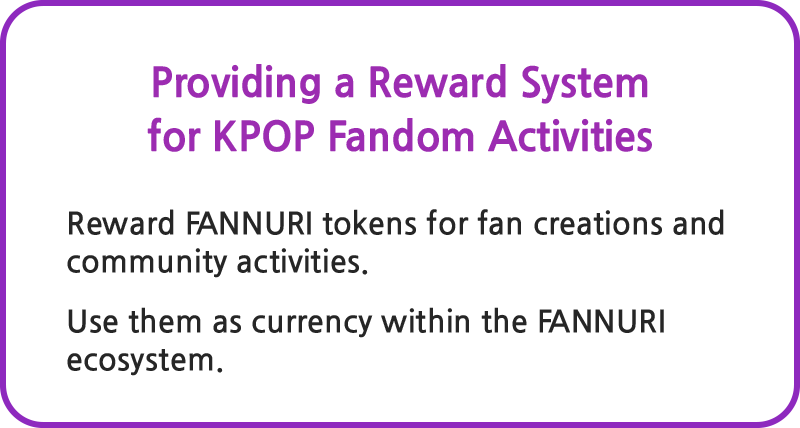 Providing a Reward System
for KPOP Fandom Activities
Reward FANNURI tokens for fan creations and
community activities.
Use them as currency within the FANNURI
ecosystem.